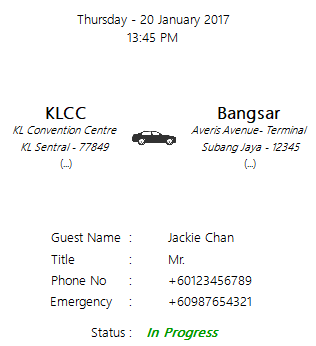 Thursday - 20 January 2017
13:45 PM
KLCC
KL Convention Centre
KL Sentral - 77849
(...)
Bangsar
Averis Avenue- Terminal
Subang Jaya - 12345
(...)
Guest Name : Jackie Chan
Title : Mr.
Phone No : +60123456789
Emergency : +60987654321
Status : In Progress